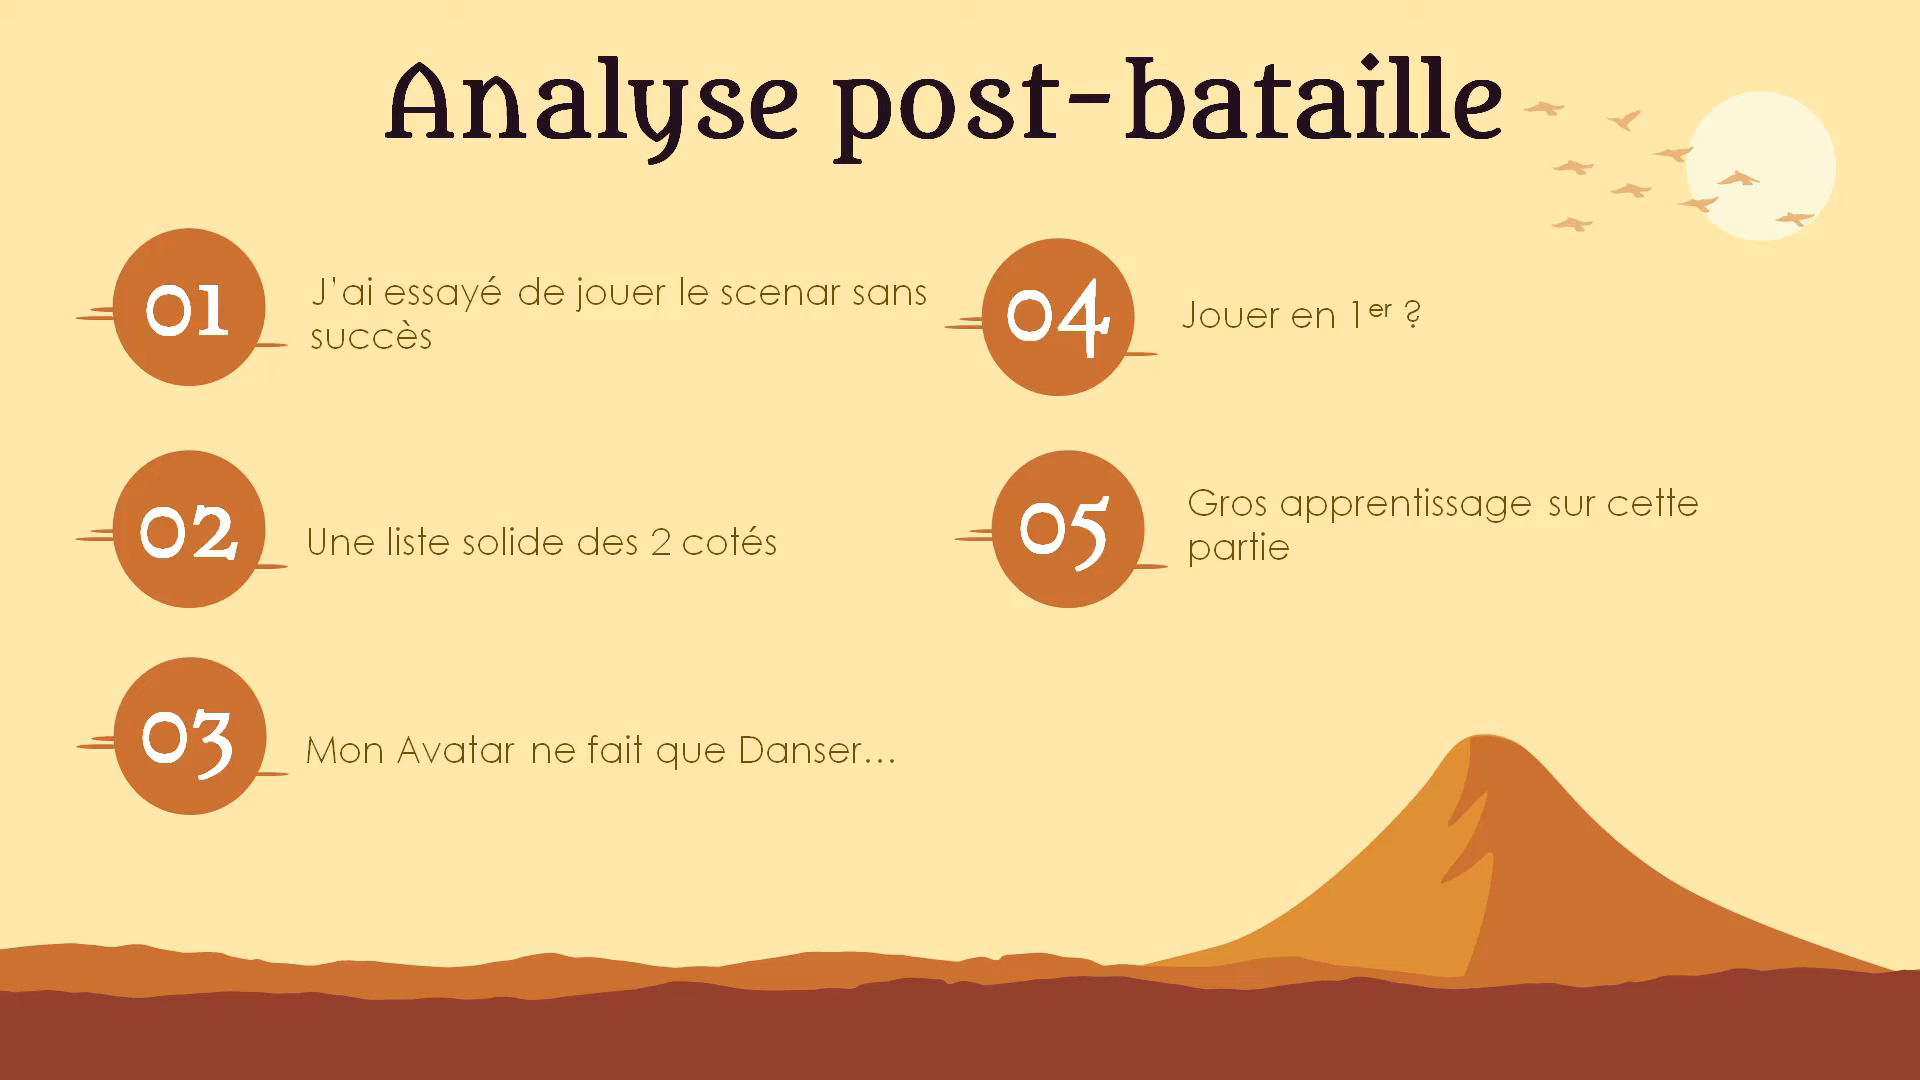 Analyse post-bataille
01
J'ai essayé de jouer le scenar sans
succès
02
Une liste solide des 2 cotés
03
Mon Avatar ne fait que Danser...
04
Jouer en 1er ?
05
Gros apprentissage sur cette
partie